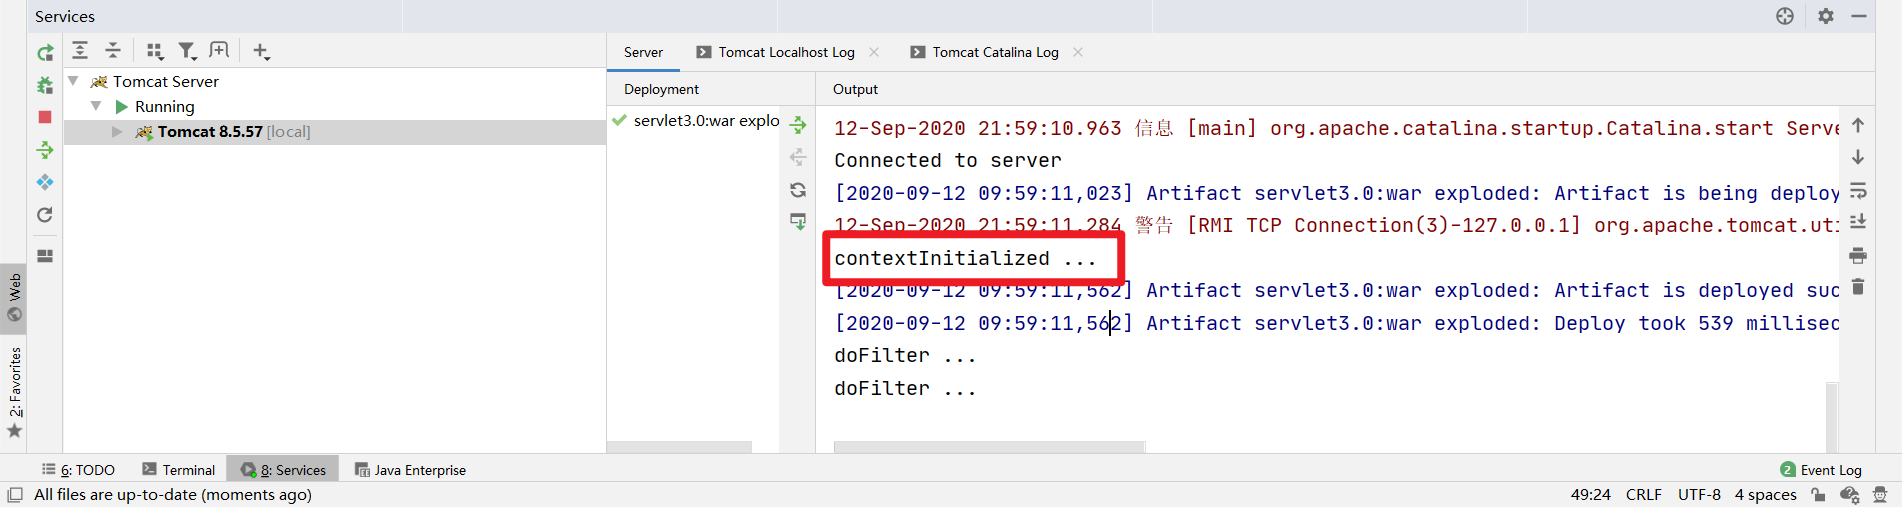 Services
Server
Tomcat Localhost Log
Tomcat Catalina Log
Tomcat Server
Running
Tomcat 8.5.57 [local]
Deployment
servlet3.0:war explo
Output
12-Sep-2020 21:59:10.963 信息 [main] org.apache.catalina.startup.Catalina.start Serve
Connected to server
[2020-09-12 09:59:11,023] Artifact servlet3.0:war exploded: Artifact is being deploy
12-Sep-2020 21:59:11.284 警告 [RMI TCP Connection(3)-127.0.0.1] org.apache.tomcat.uti
contextInitialized ...
[2020-09-12 09:59:11,562] Artifact servlet3.0:war exploded: Artifact is deployed suc
[2020-09-12 09:59:11,562] Artifact servlet3.0:war exploded: Deploy took 539 millisec
doFilter ...
doFilter ...
Web
2: Favorites
6: TODO
Terminal
8: Services
Java Enterprise
2 Event Log
All files are up-to-date (moments ago)
49:24 CRLF UTF-8 4 spaces